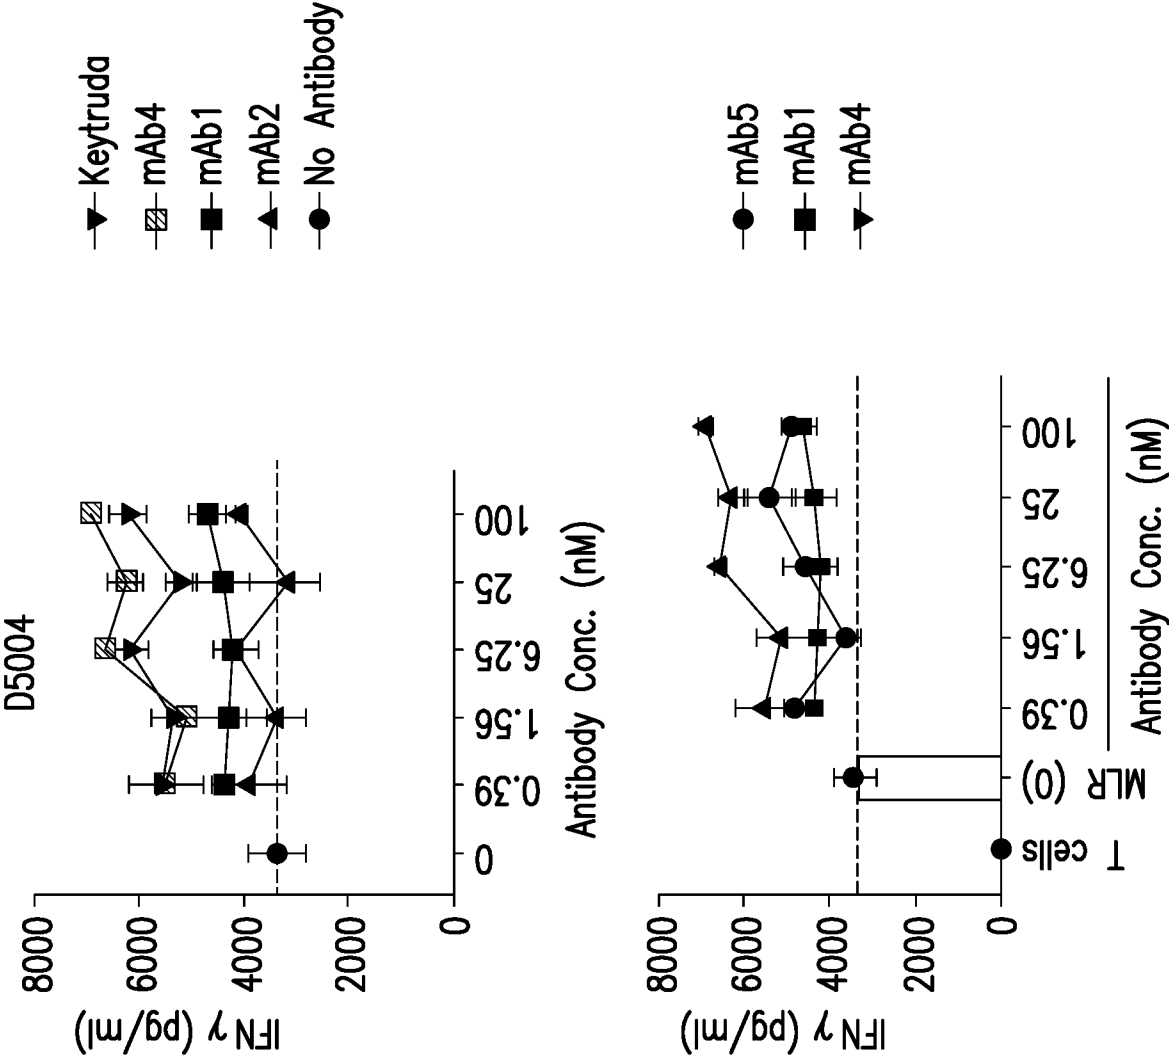 D5004
8000
6000
4000
2000
0
IFN γ (pg/ml)
0
0.39
1.56
6.25
25
100
Antibody Conc. (nM)
Keytruda
mAb4
mAb1
mAb2
No Antibody
8000
6000
4000
2000
0
IFN γ (pg/ml)
T cells
MLR (0)
0.39
1.56
6.25
25
100
Antibody Conc. (nM)
mAb5
mAb1
mAb4